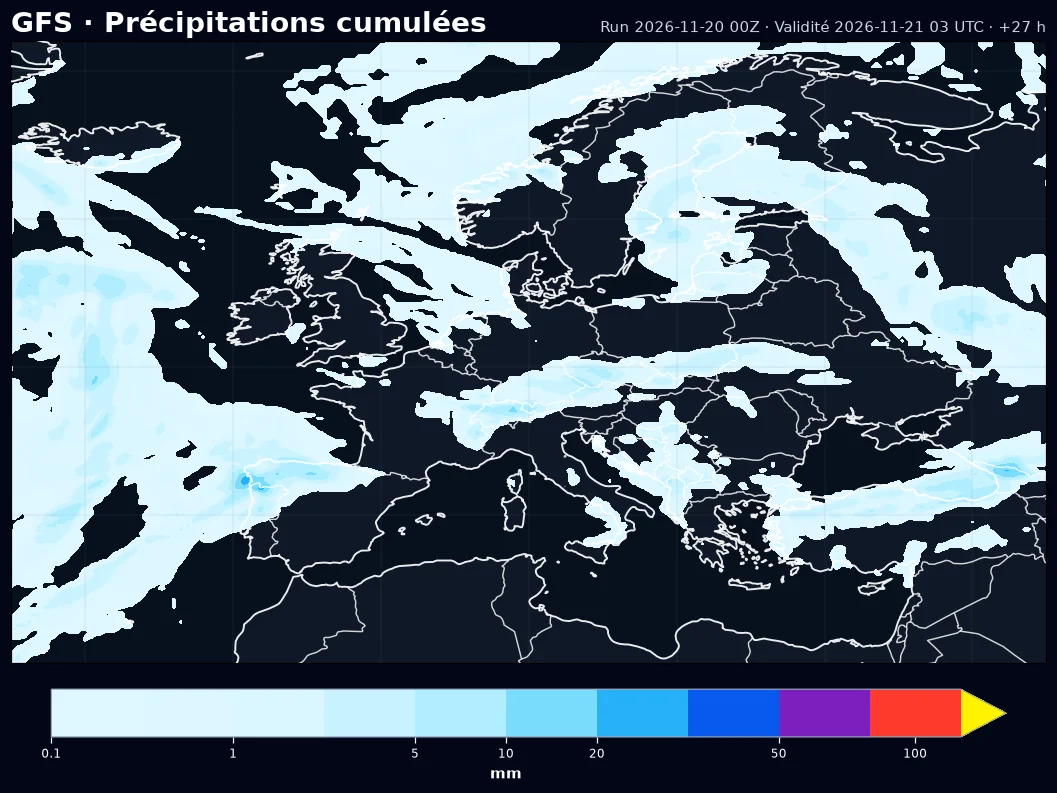 GFS · Précipitations cumulées
Run 2026-11-20 00Z · Validité 2026-11-21 03 UTC · +27 h
0.1 1 5 10 20 50 100
mm